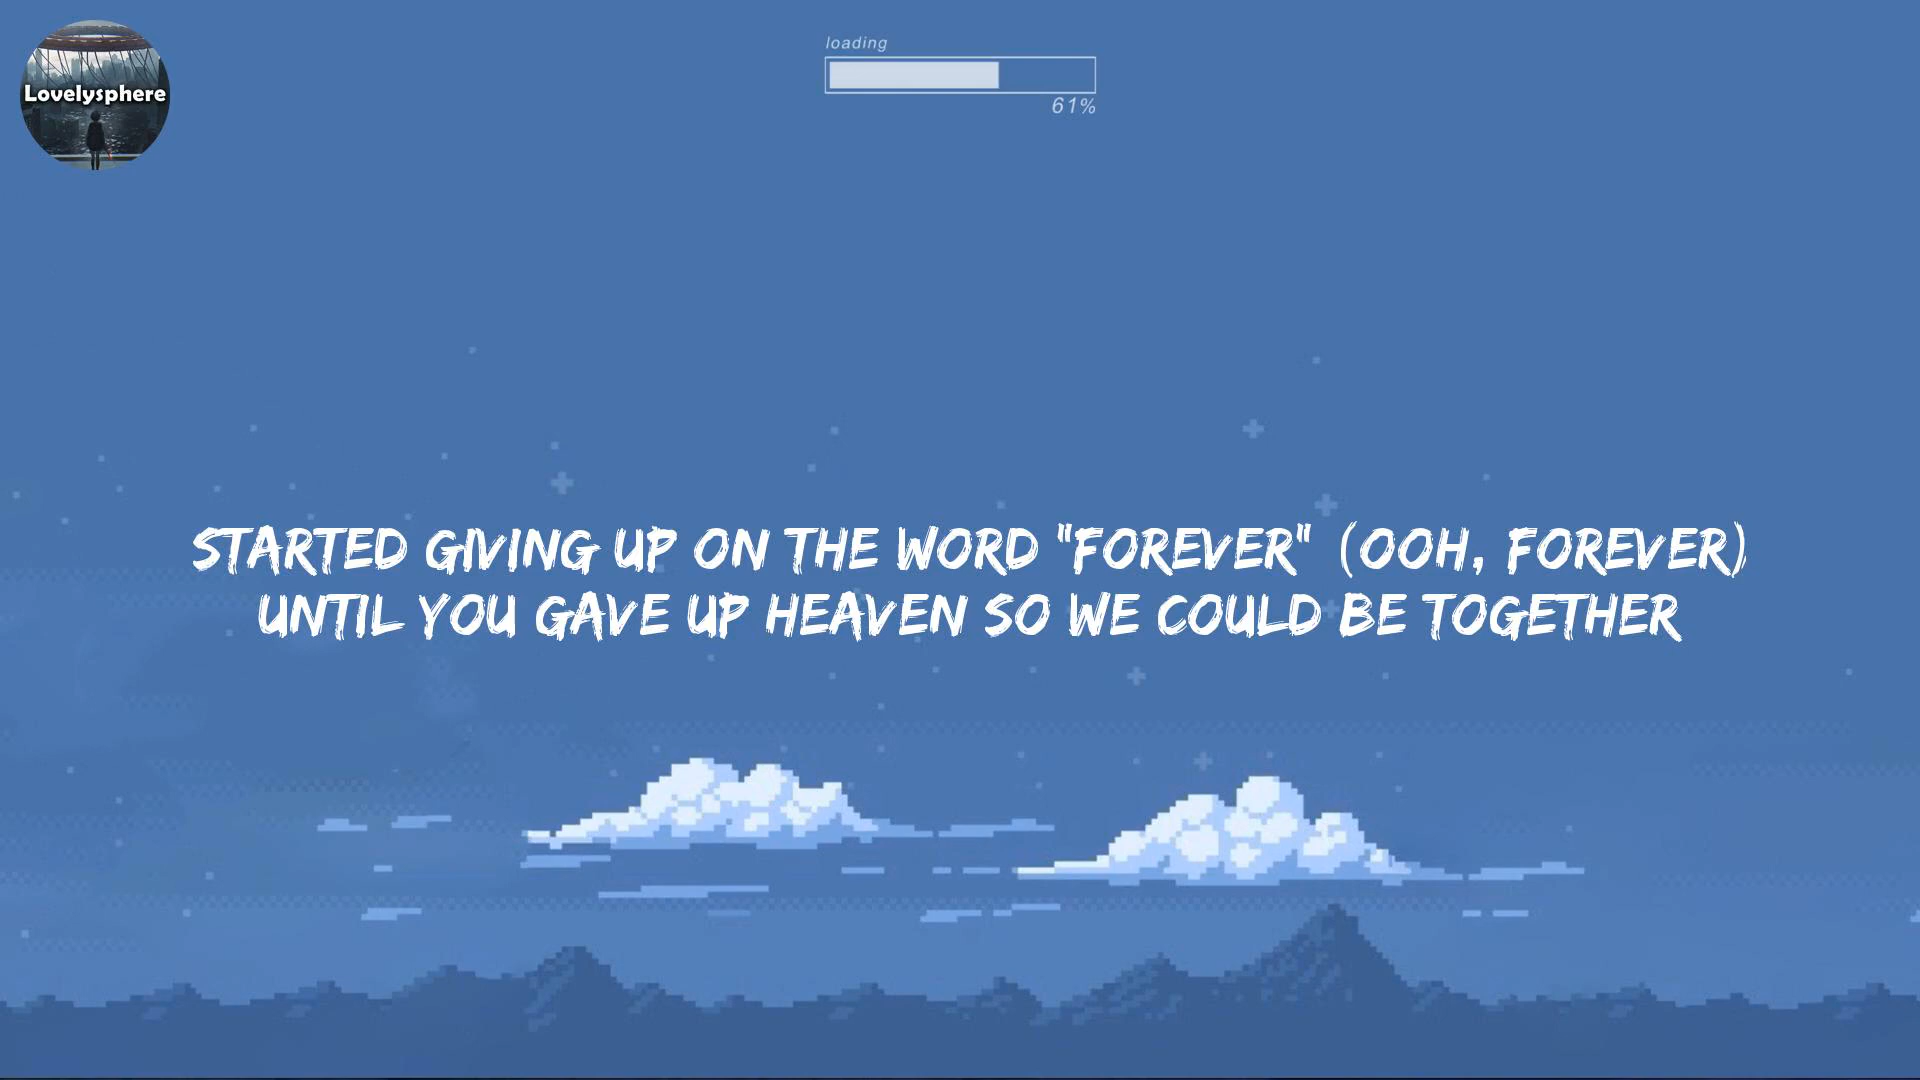 Lovelysphere
loading
61%
STARTED GIVING UP ON THE WORD "FOREVER" (OOH, FOREVER)
UNTIL YOU GAVE UP HEAVEN SO WE COULD BE TOGETHER